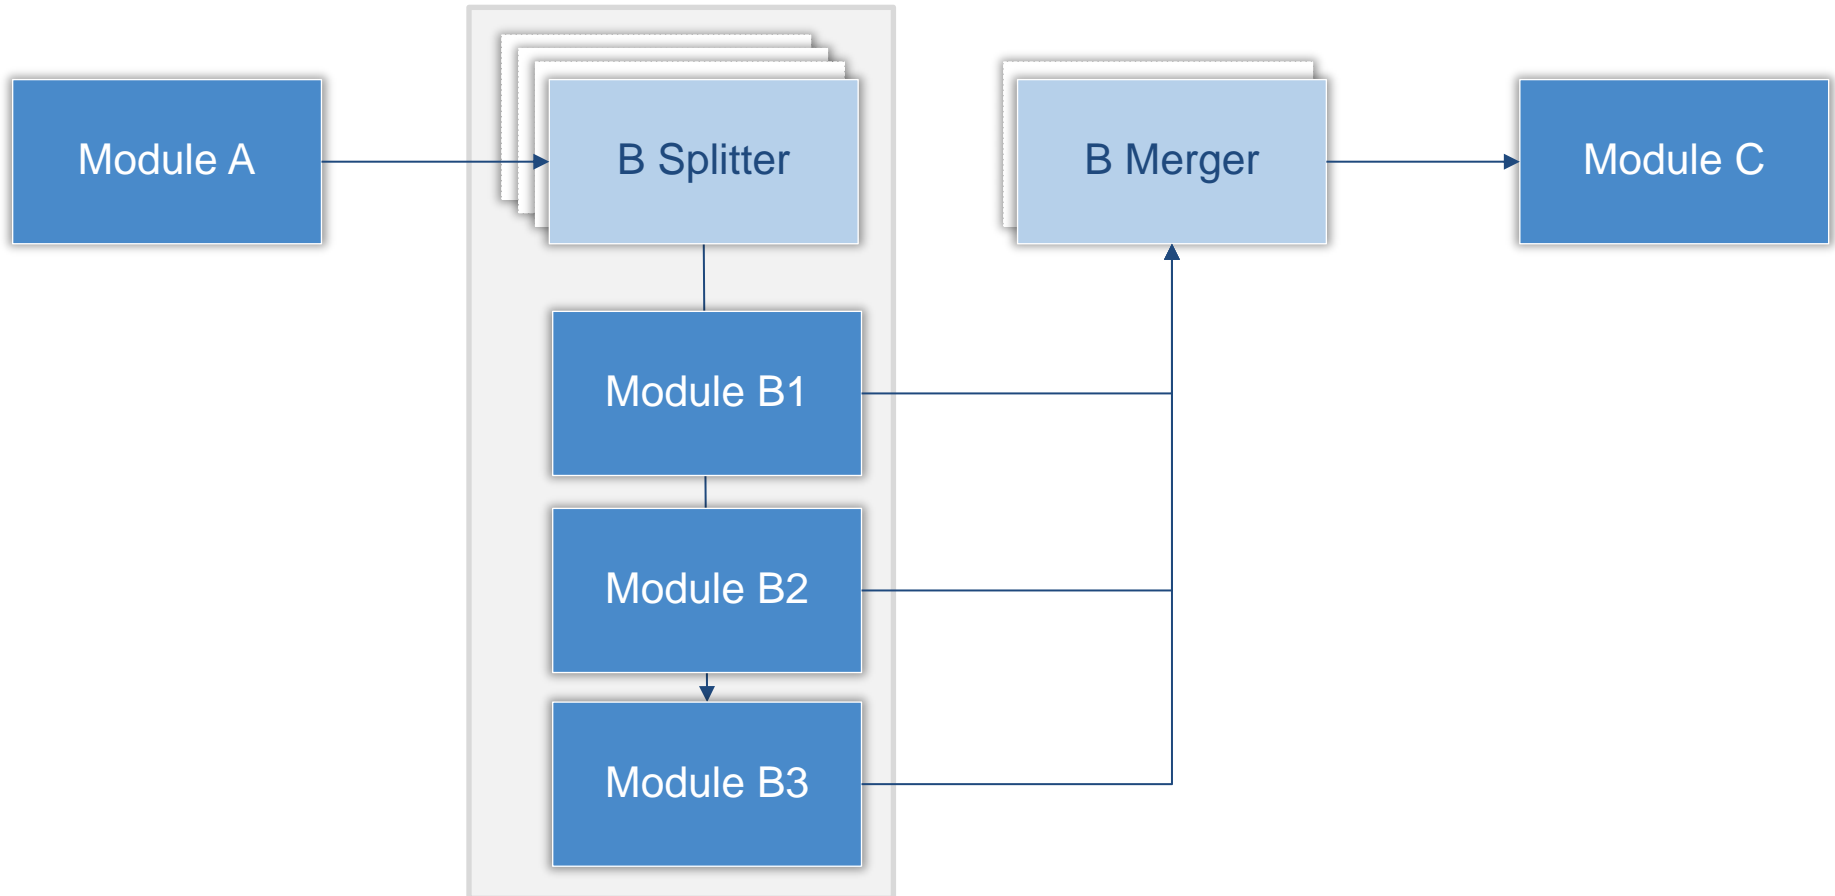 Module A
B Splitter
B Merger
Module C
Module B1
Module B2
Module B3